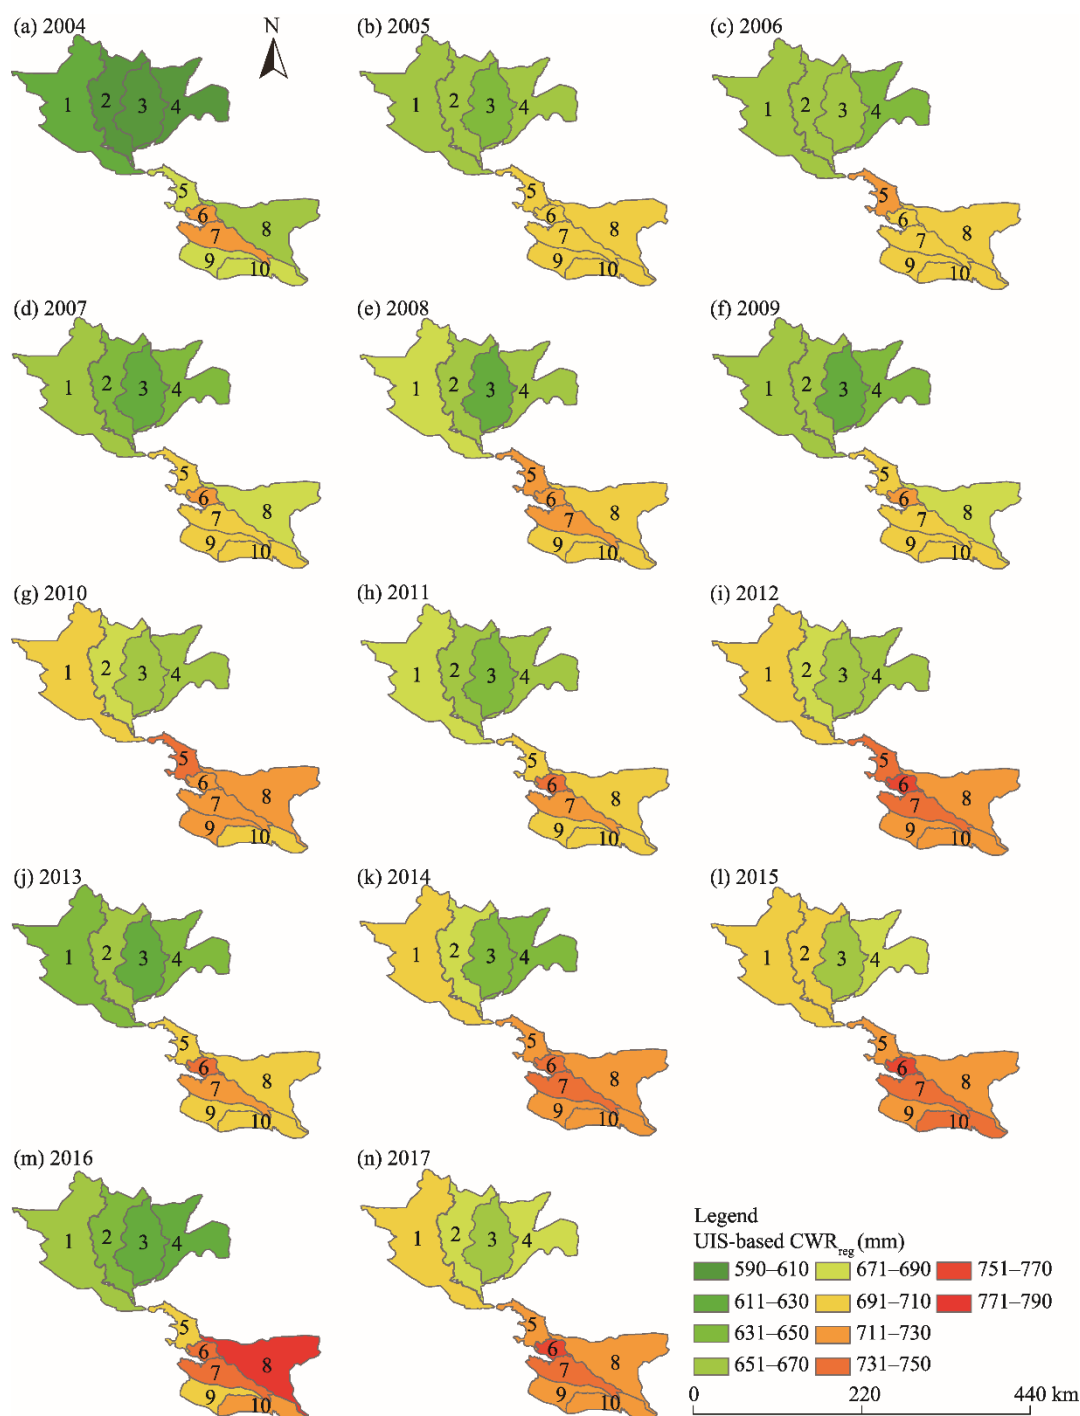 (a) 2004
N
(b) 2005
(c) 2006
1 2 3 4
5
6
7
8
9
10
1 2 3 4
5
6
7
8
9
10
1 2 3 4
5
6
7
8
9
10
(d) 2007
(e) 2008
(f) 2009
1 2 3 4
5
6
7
8
9
10
1 2 3 4
5
6
7
8
9
10
1 2 3 4
5
6
7
8
9
10
(g) 2010
(h) 2011
(i) 2012
1 2 3 4
5
6
7
8
9
10
1 2 3 4
5
6
7
8
9
10
1 2 3 4
5
6
7
8
9
10
(j) 2013
(k) 2014
(l) 2015
1 2 3 4
5
6
7
8
9
10
1 2 3 4
5
6
7
8
9
10
1 2 3 4
5
6
7
8
9
10
(m) 2016
(n) 2017
1 2 3 4
5
6
7
8
9
10
1 2 3 4
5
6
7
8
9
10
Legend
UIS-based CWRreg (mm)
590–610 671–690 751–770
611–630 691–710 771–790
631–650 711–730
651–670 731–750
0 220 440 km